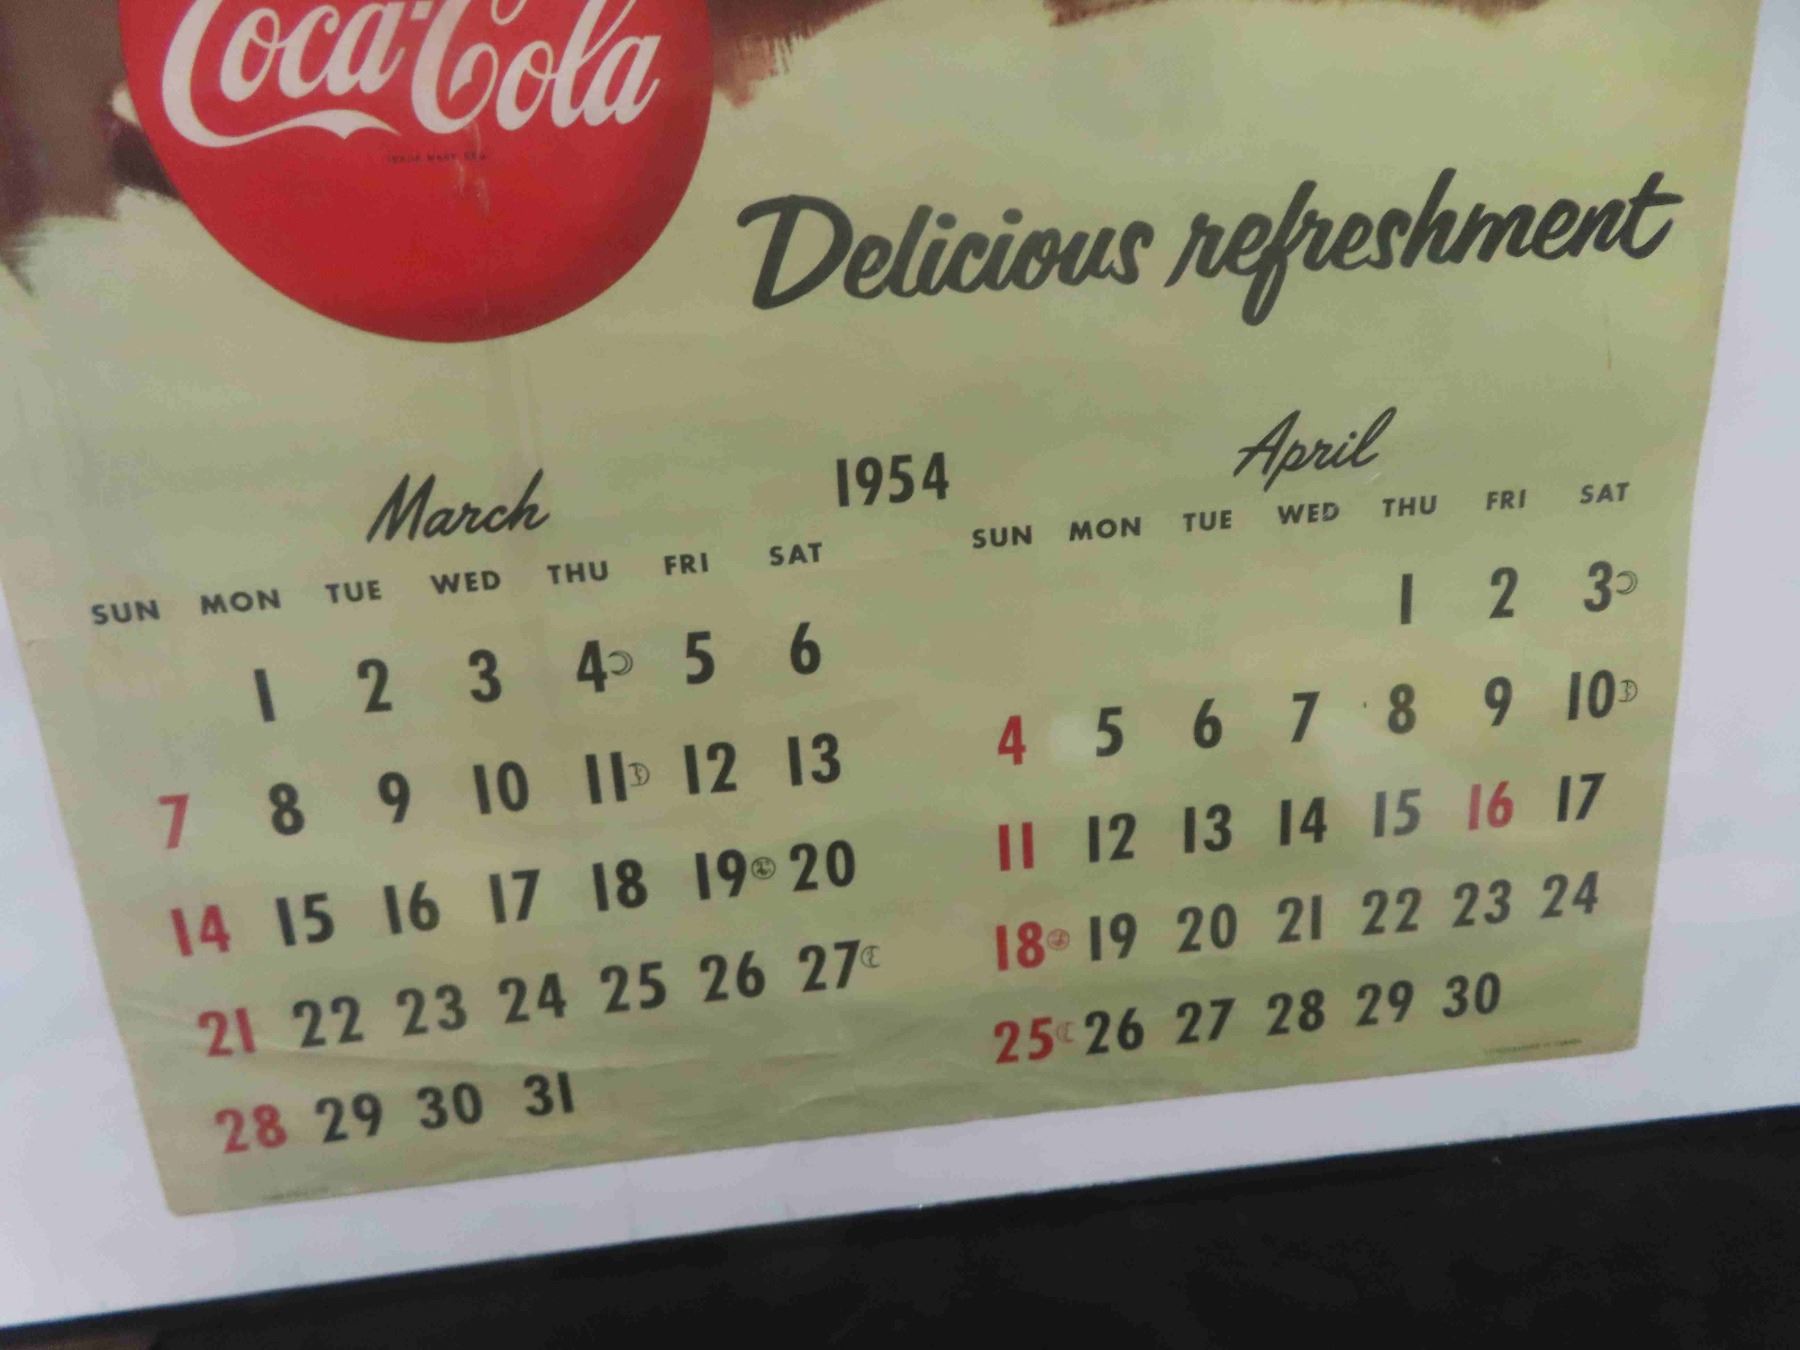 Coca-Cola
TRADE MARK REG.
Delicious refreshment
1954
March
SUN MON TUE WED THU FRI SAT
1 2 3 4 5 6
7 8 9 10 11 12 13
14 15 16 17 18 19 20
21 22 23 24 25 26 27
28 29 30 31
April
SUN MON TUE WED THU FRI SAT
1 2 3
4 5 6 7 8 9 10
11 12 13 14 15 16 17
18 19 20 21 22 23 24
25 26 27 28 29 30